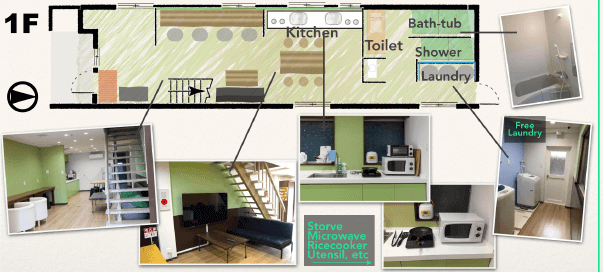 1F
Kitchen
Toilet
Bath-tub
Shower
Laundry
Free
Laundry
Storve
Microwave
Ricecooker
Utensil, etc